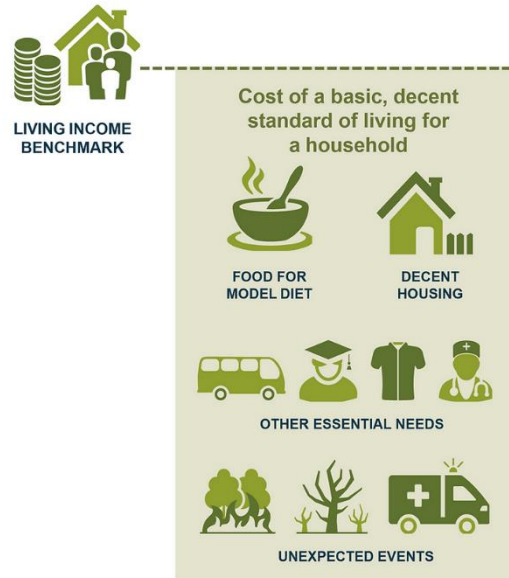 LIVING INCOME
BENCHMARK
Cost of a basic, decent
standard of living for
a household
FOOD FOR
MODEL DIET
DECENT
HOUSING
OTHER ESSENTIAL NEEDS
UNEXPECTED EVENTS